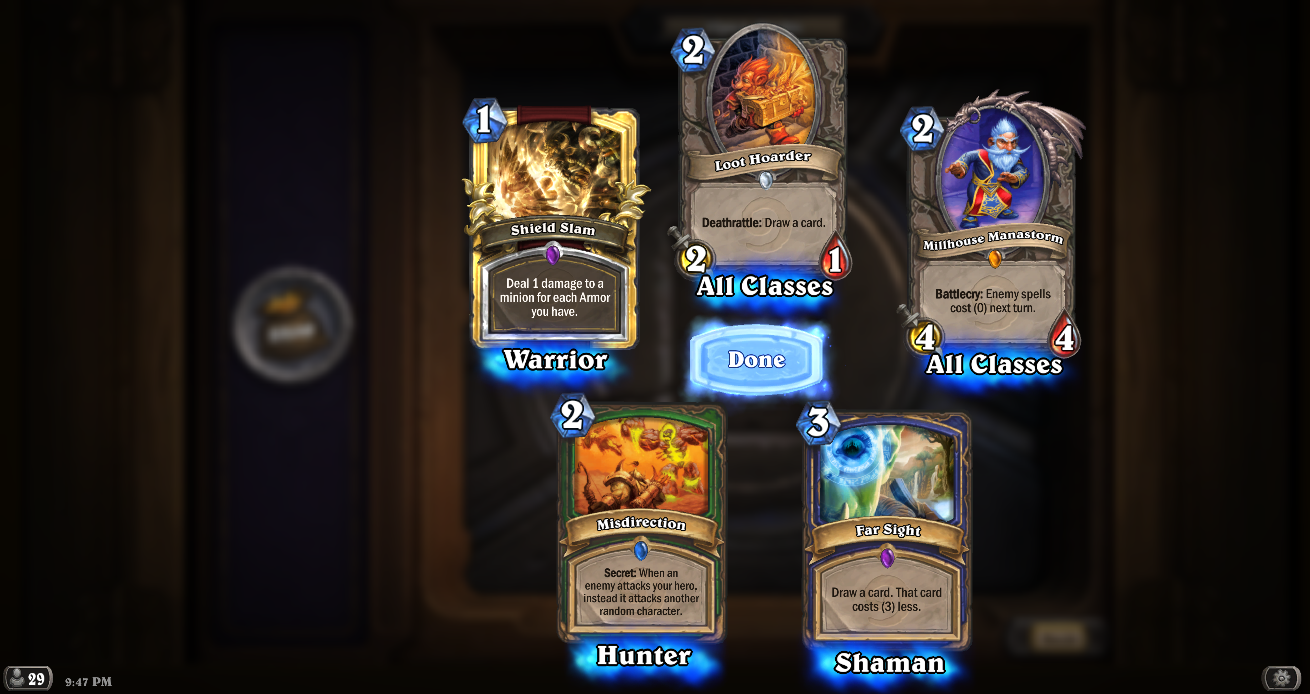 1
Shield Slam
Deal 1 damage to a
minion for each Armor
you have.
Warrior
2
Loot Hoarder
Deathrattle: Draw a card.
2
1
All Classes
2
Millhouse Manastorm
Battlecry: Enemy spells
cost (0) next turn.
4
4
All Classes
Done
2
Misdirection
Secret: When an
enemy attacks your hero,
instead it attacks another
random character.
Hunter
3
Far Sight
Draw a card. That card
costs (3) less.
Shaman
29
9:47 PM